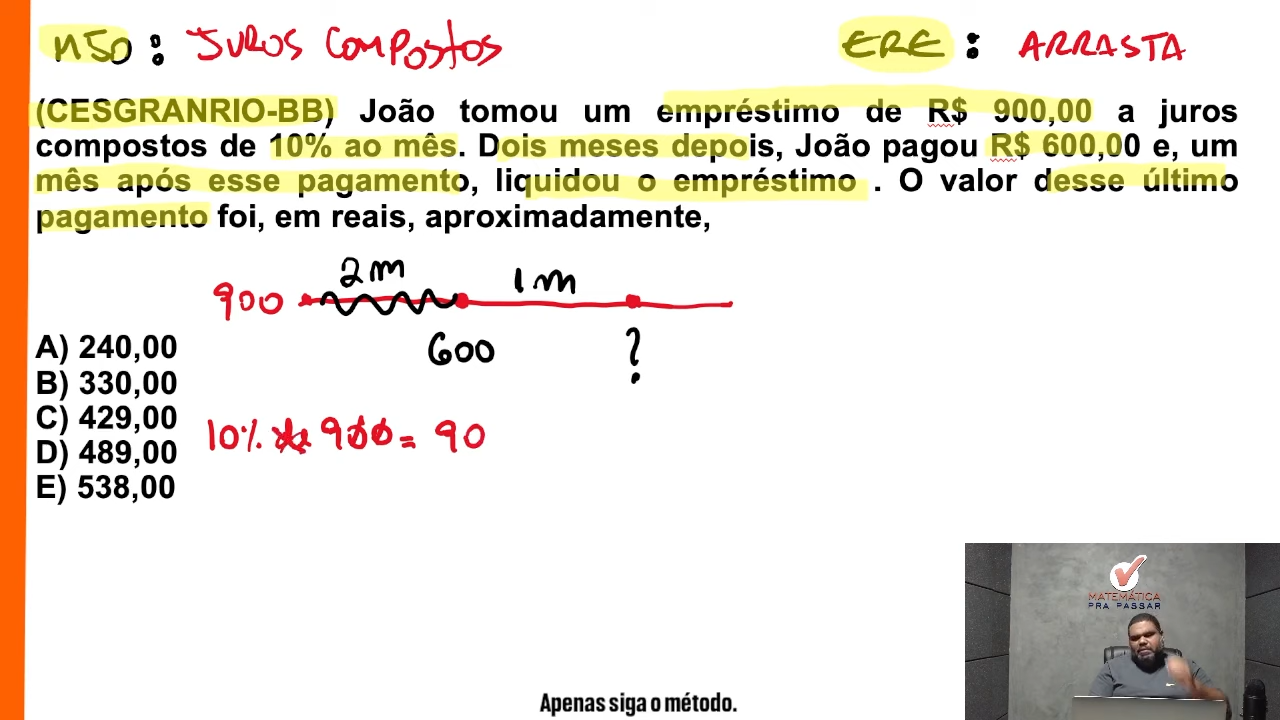 MSO : JUROS COMPOSTOS
ERE : ARRASTA
(CESGRANRIO-BB) João tomou um empréstimo de R$ 900,00 a juros
compostos de 10% ao mês. Dois meses depois, João pagou R$ 600,00 e, um
mês após esse pagamento, liquidou o empréstimo . O valor desse último
pagamento foi, em reais, aproximadamente,
2m
1m
900
600
?
A) 240,00
B) 330,00
C) 429,00
D) 489,00
E) 538,00
10% * 900 = 90
MATEMÁTICA
PRA PASSAR
Apenas siga o método.